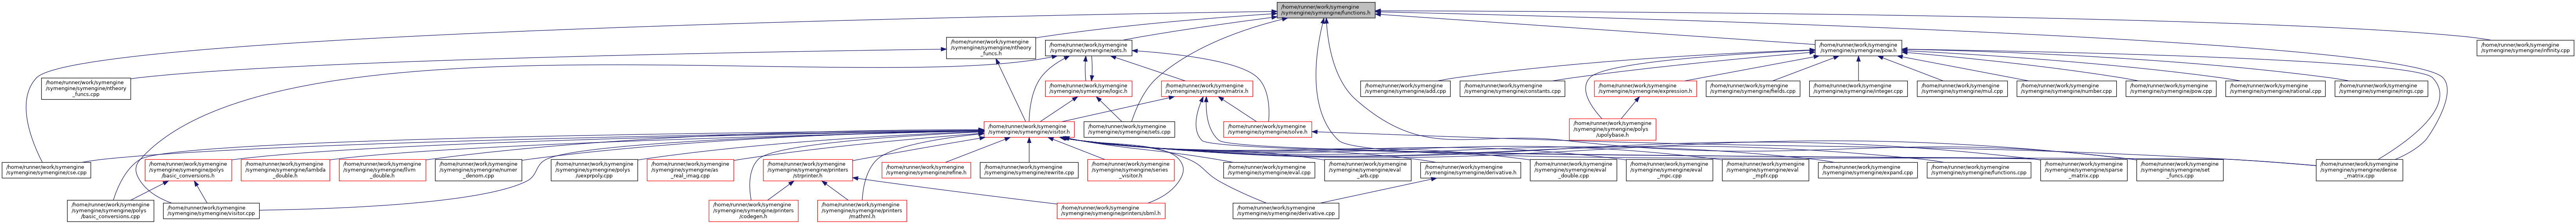 /home/runner/work/symengine
/symengine/symengine/functions.h
/home/runner/work/symengine
/symengine/symengine/ntheory
_funcs.h
/home/runner/work/symengine
/symengine/symengine/sets.h
/home/runner/work/symengine
/symengine/symengine/pow.h
/home/runner/work/symengine
/symengine/symengine/infinity.cpp
/home/runner/work/symengine
/symengine/symengine/ntheory
_funcs.cpp
/home/runner/work/symengine
/symengine/symengine/logic.h
/home/runner/work/symengine
/symengine/symengine/matrix.h
/home/runner/work/symengine
/symengine/symengine/add.cpp
/home/runner/work/symengine
/symengine/symengine/constants.cpp
/home/runner/work/symengine
/symengine/symengine/expression.h
/home/runner/work/symengine
/symengine/symengine/fields.cpp
/home/runner/work/symengine
/symengine/symengine/integer.cpp
/home/runner/work/symengine
/symengine/symengine/mul.cpp
/home/runner/work/symengine
/symengine/symengine/number.cpp
/home/runner/work/symengine
/symengine/symengine/pow.cpp
/home/runner/work/symengine
/symengine/symengine/rational.cpp
/home/runner/work/symengine
/symengine/symengine/rings.cpp
/home/runner/work/symengine
/symengine/symengine/visitor.h
/home/runner/work/symengine
/symengine/symengine/sets.cpp
/home/runner/work/symengine
/symengine/symengine/solve.h
/home/runner/work/symengine
/symengine/symengine/polys
/upolybase.h
/home/runner/work/symengine
/symengine/symengine/cse.cpp
/home/runner/work/symengine
/symengine/symengine/polys
/basic_conversions.h
/home/runner/work/symengine
/symengine/symengine/lambda
_double.h
/home/runner/work/symengine
/symengine/symengine/llvm
_double.h
/home/runner/work/symengine
/symengine/symengine/numer
_denom.cpp
/home/runner/work/symengine
/symengine/symengine/polys
/uexprpoly.cpp
/home/runner/work/symengine
/symengine/symengine/as
_real_imag.cpp
/home/runner/work/symengine
/symengine/symengine/printers
/strprinter.h
/home/runner/work/symengine
/symengine/symengine/refine.h
/home/runner/work/symengine
/symengine/symengine/rewrite.cpp
/home/runner/work/symengine
/symengine/symengine/series
_visitor.h
/home/runner/work/symengine
/symengine/symengine/eval.cpp
/home/runner/work/symengine
/symengine/symengine/eval
_arb.cpp
/home/runner/work/symengine
/symengine/symengine/derivative.h
/home/runner/work/symengine
/symengine/symengine/eval
_double.cpp
/home/runner/work/symengine
/symengine/symengine/eval
_mpc.cpp
/home/runner/work/symengine
/symengine/symengine/eval
_mpfr.cpp
/home/runner/work/symengine
/symengine/symengine/expand.cpp
/home/runner/work/symengine
/symengine/symengine/functions.cpp
/home/runner/work/symengine
/symengine/symengine/sparse
_matrix.cpp
/home/runner/work/symengine
/symengine/symengine/set
_funcs.cpp
/home/runner/work/symengine
/symengine/symengine/dense
_matrix.cpp
/home/runner/work/symengine
/symengine/symengine/polys
/basic_conversions.cpp
/home/runner/work/symengine
/symengine/symengine/visitor.cpp
/home/runner/work/symengine
/symengine/symengine/printers
/codegen.h
/home/runner/work/symengine
/symengine/symengine/printers
/mathml.h
/home/runner/work/symengine
/symengine/symengine/printers/sbml.h
/home/runner/work/symengine
/symengine/symengine/derivative.cpp